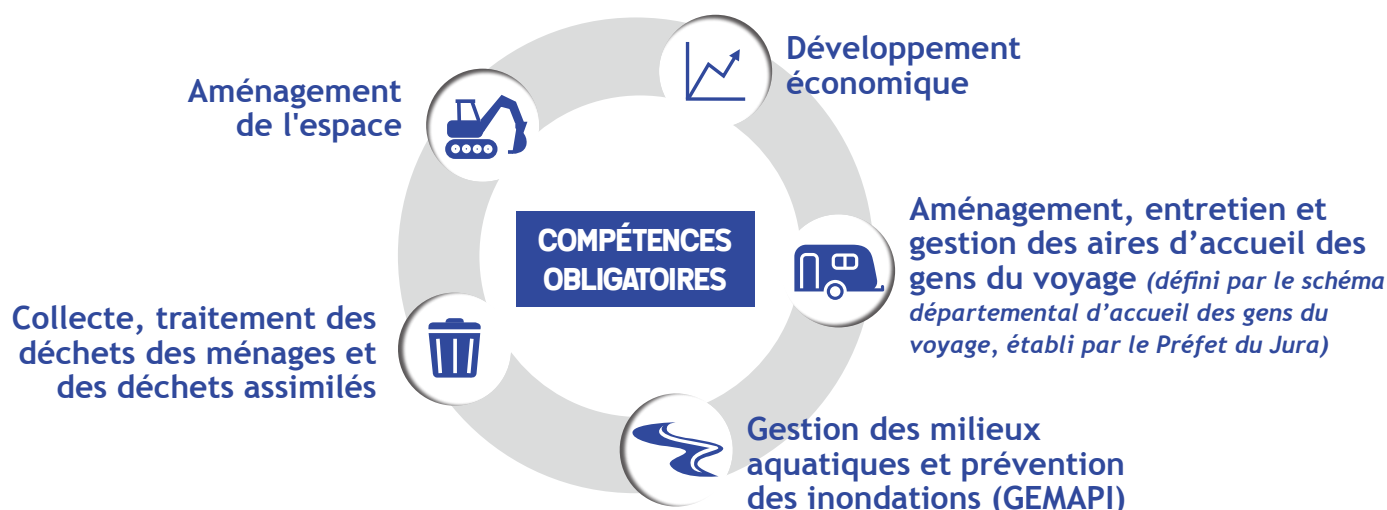 Développement
économique
Aménagement
de l'espace
COMPÉTENCES
OBLIGATOIRES
Aménagement, entretien et
gestion des aires d’accueil des
gens du voyage (défini par le schéma
départemental d’accueil des gens du
voyage, établi par le Préfet du Jura)
Collecte, traitement des
déchets des ménages et
des déchets assimilés
Gestion des milieux
aquatiques et prévention
des inondations (GEMAPI)